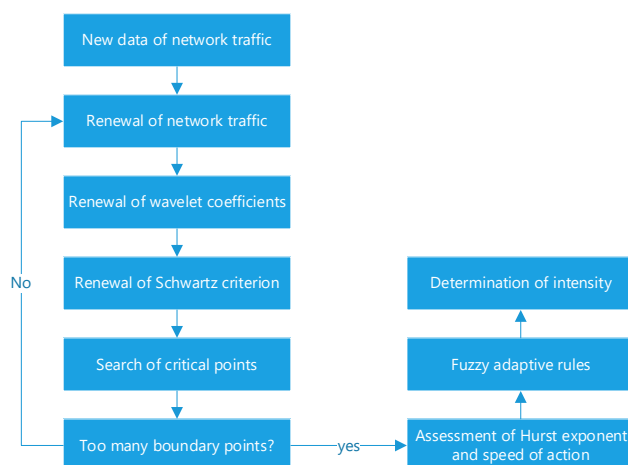 New data of network traffic
Renewal of network traffic
Renewal of wavelet coefficients
Renewal of Schwartz criterion
Search of critical points
Too many boundary points?
No
yes
Determination of intensity
Fuzzy adaptive rules
Assessment of Hurst exponent
and speed of action